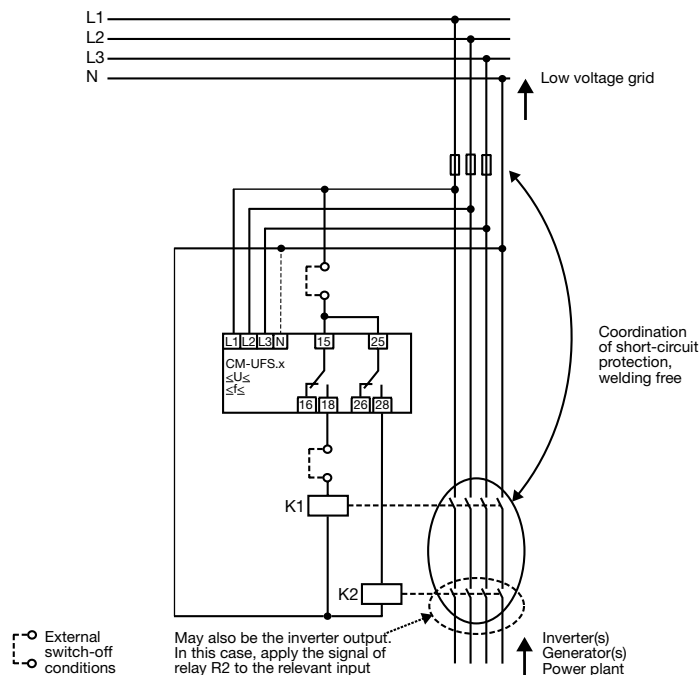 L1
L2
L3
N
Low voltage grid
Coordination
of short-circuit
protection,
welding free
L1 L2 L3 N 15 25
CM-UFS.x
≤U≤
≤f≤
16 18 26 28
K1
K2
External
switch-off
conditions
May also be the inverter output.
In this case, apply the signal of
relay R2 to the relevant input
Inverter(s)
Generator(s)
Power plant